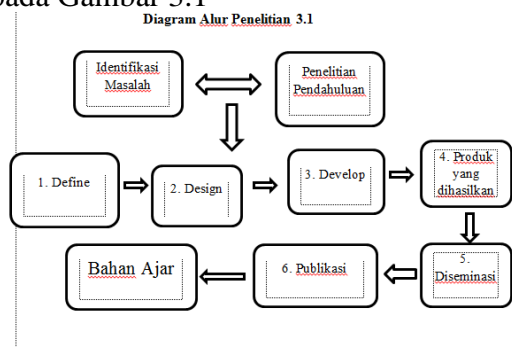 pada Gambar 3.1
Diagram Alur Penelitian 3.1
Identifikasi
Masalah
Penelitian
Pendahuluan
1. Define
2. Design
3. Develop
4. Produk
yang
dihasilkan
5.
Diseminasi
6. Publikasi
Bahan Ajar